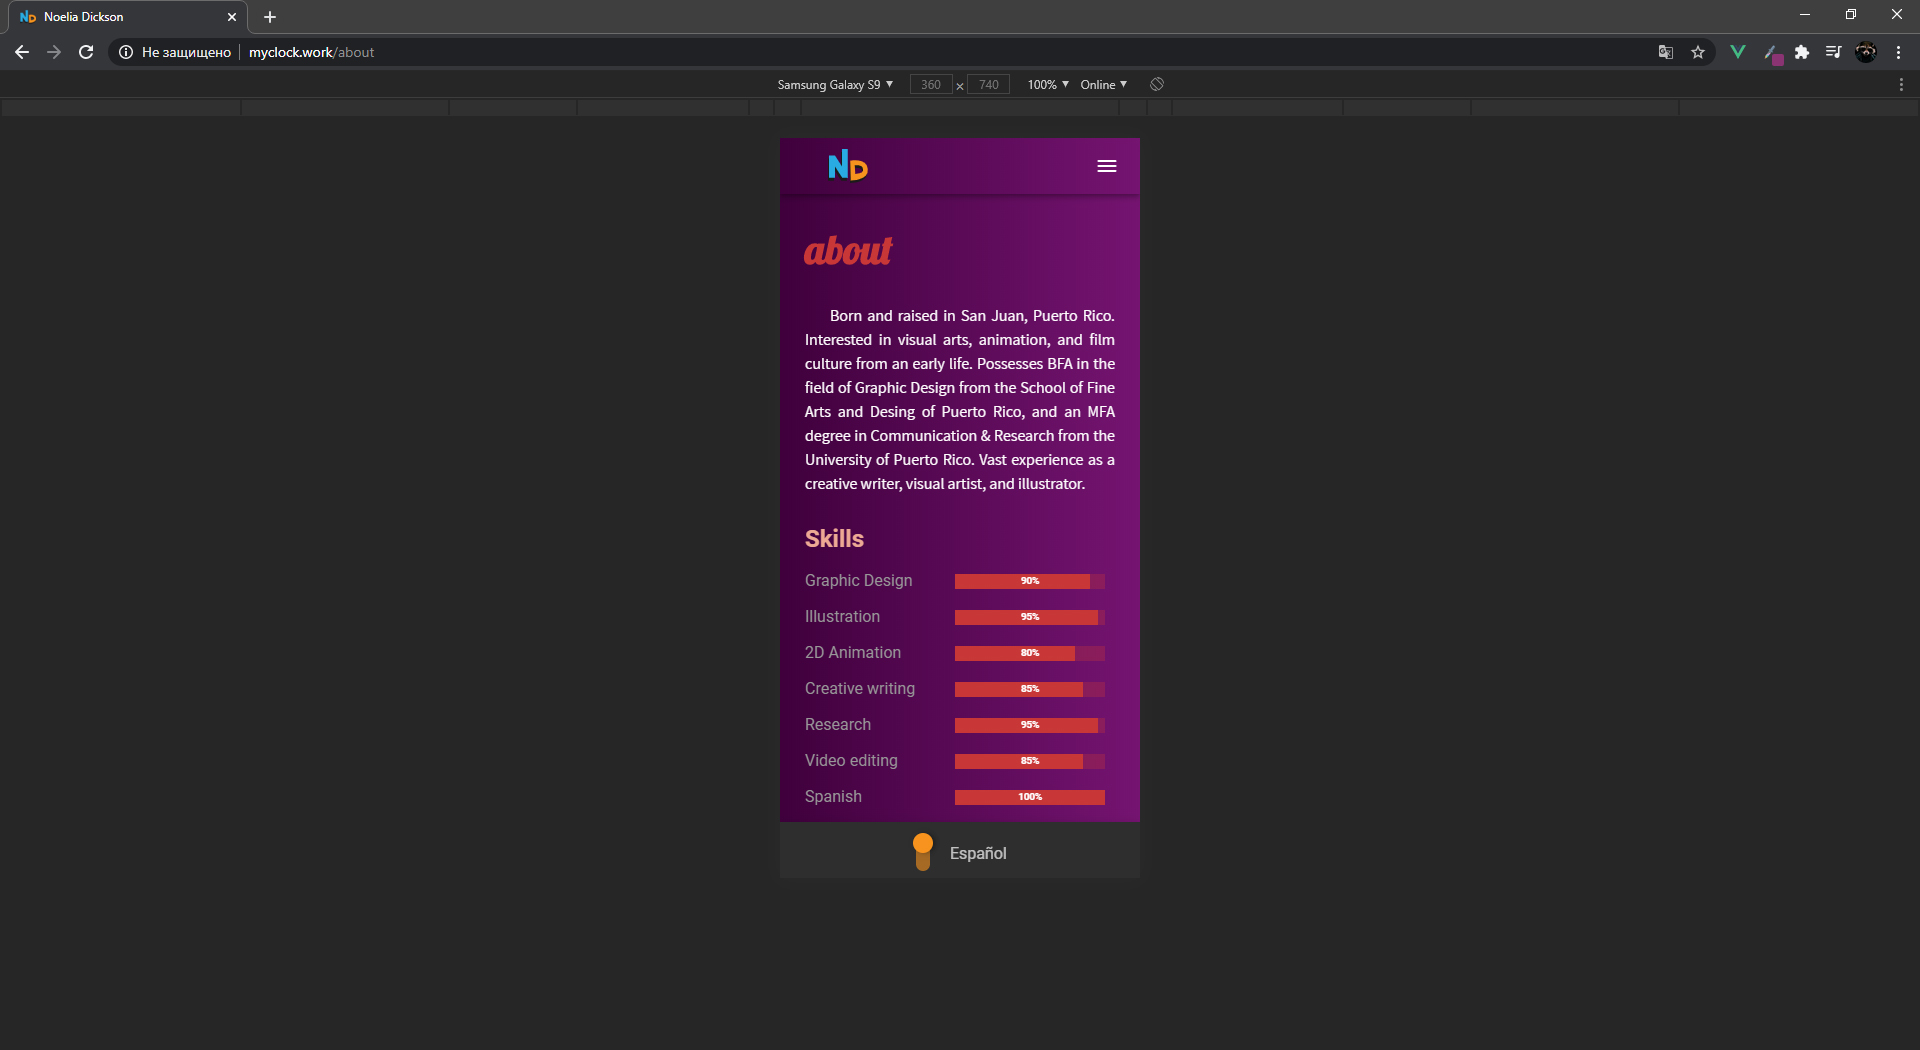 ND Noelia Dickson
Не защищено myclock.work/about
Samsung Galaxy S9 360 × 740 100% Online
ND
about
Born and raised in San Juan, Puerto Rico.
Interested in visual arts, animation, and film
culture from an early life. Possesses BFA in the
field of Graphic Design from the School of Fine
Arts and Desing of Puerto Rico, and an MFA
degree in Communication & Research from the
University of Puerto Rico. Vast experience as a
creative writer, visual artist, and illustrator.
Skills
Graphic Design 90%
Illustration 95%
2D Animation 80%
Creative writing 85%
Research 95%
Video editing 85%
Spanish 100%
Español